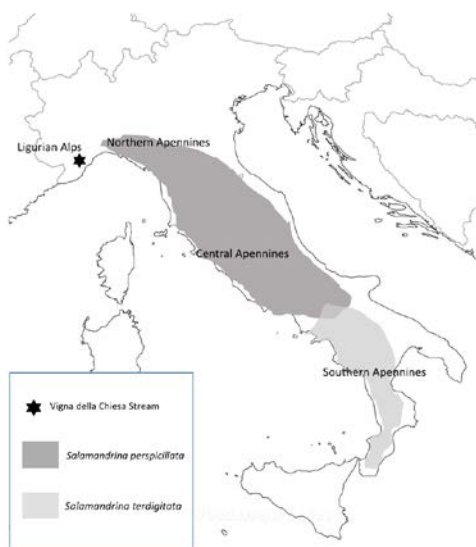 Northern Apennines
Ligurian Alps
Central Apennines
Southern Apennines
Vigna della Chiesa Stream
Salamandrina perspicillata
Salamandrina terdigitata